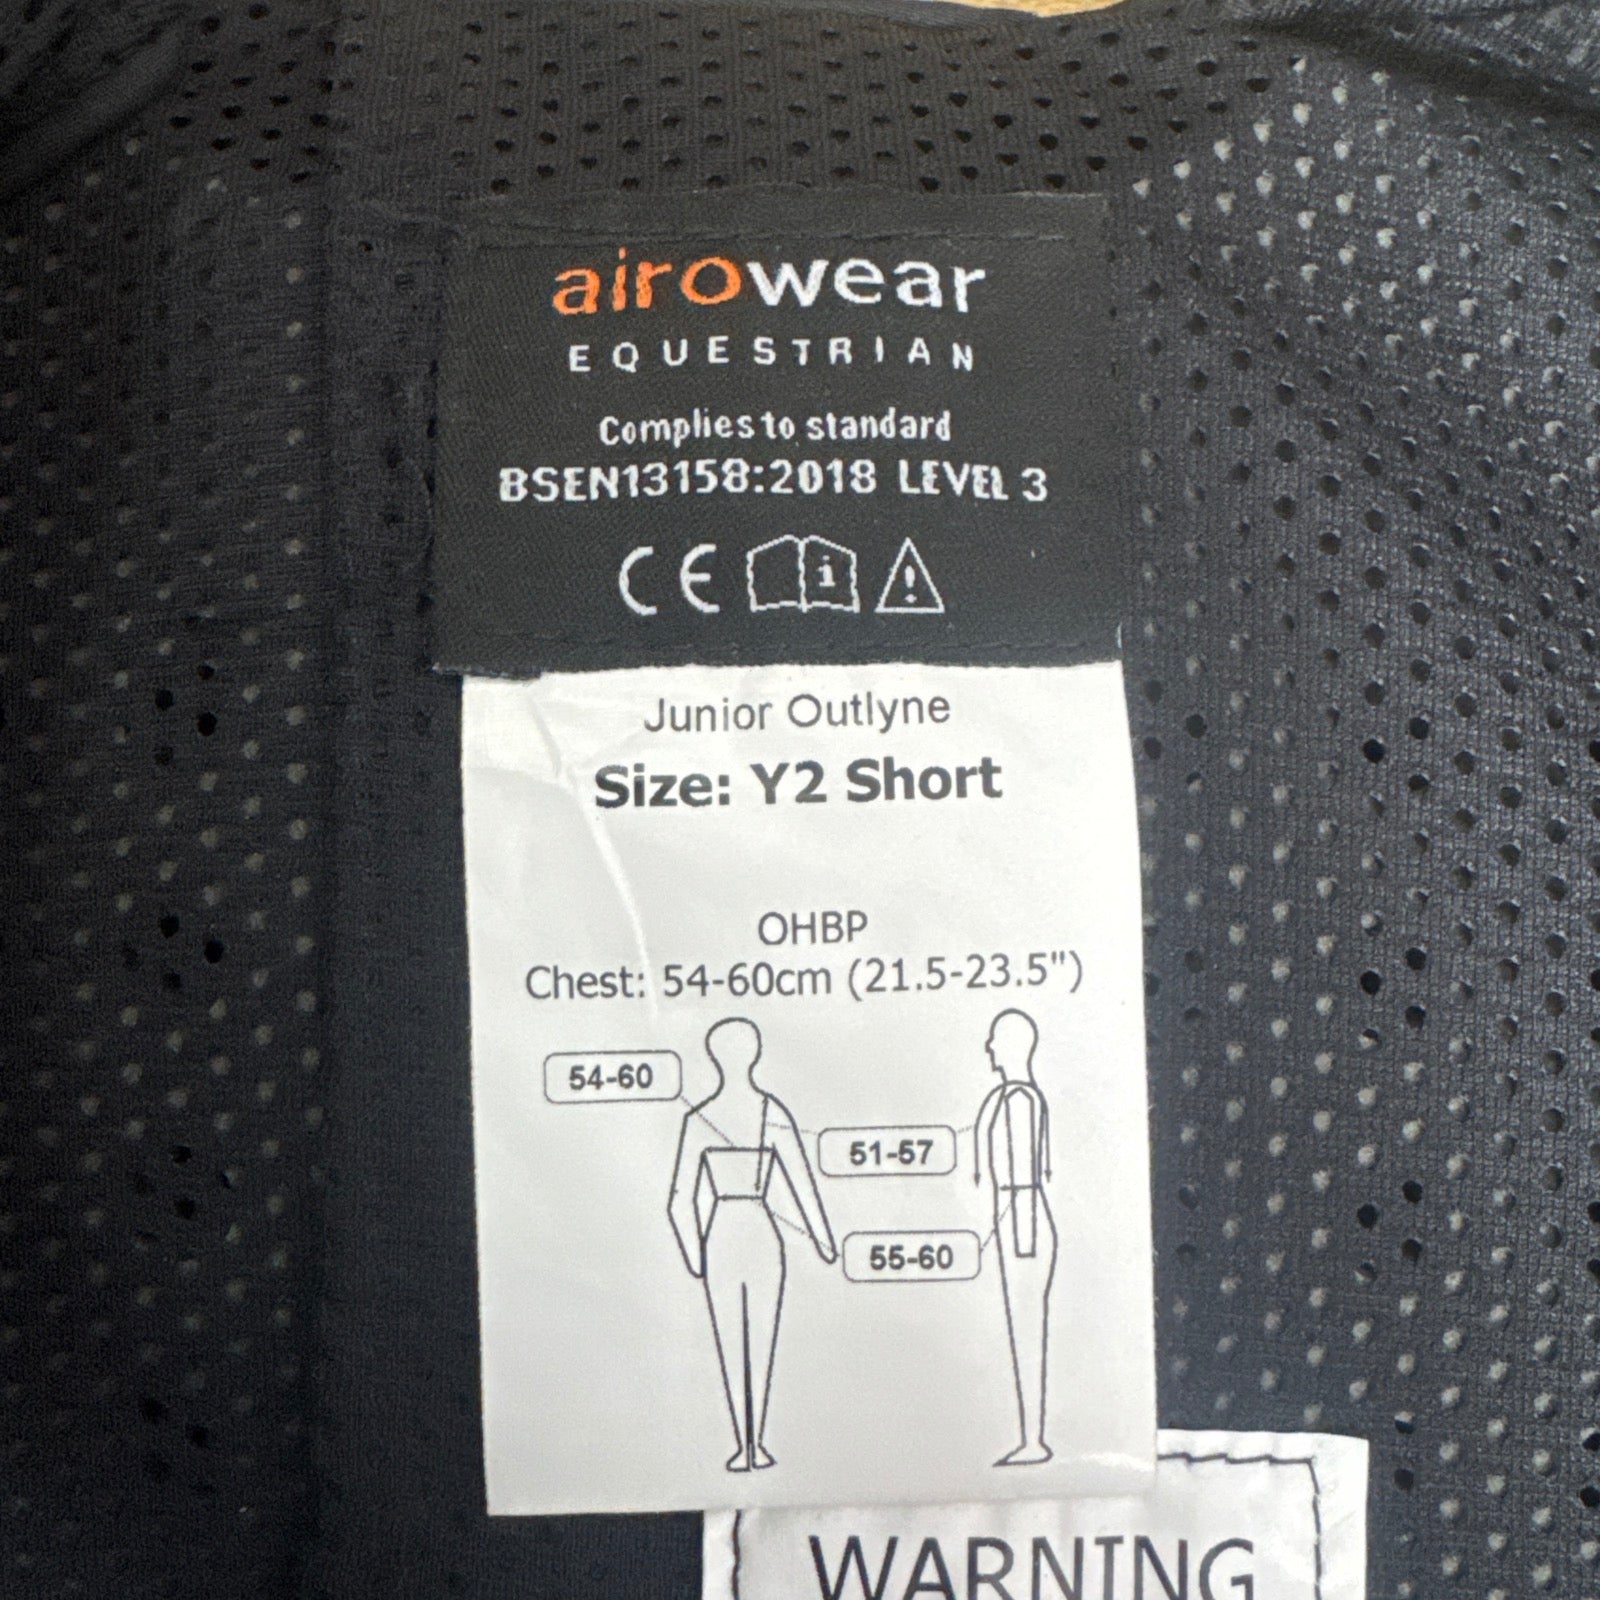 airowear
EQUESTRIAN
Complies to standard
BSEN13158:2018 LEVEL 3
CE i !
Junior Outlyne
Size: Y2 Short
OHBP
Chest: 54-60cm (21.5-23.5")
54-60
51-57
55-60
WARNING